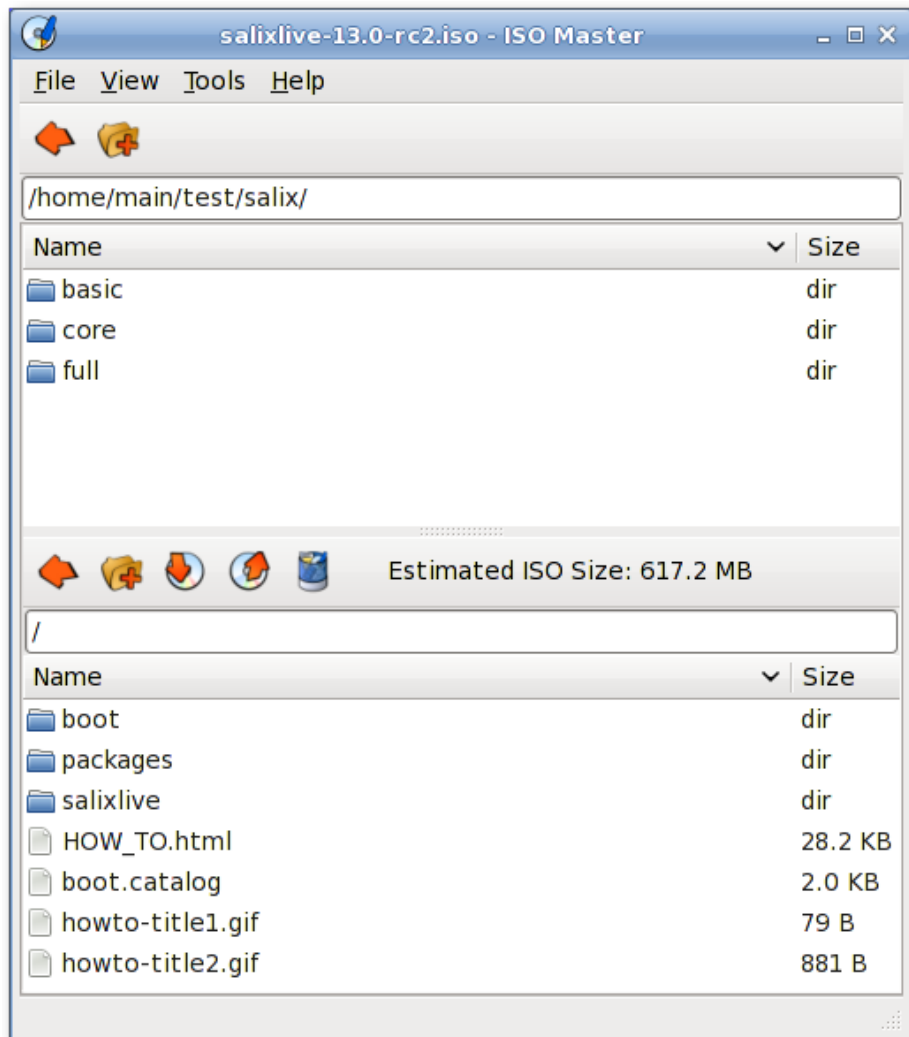 salixlive-13.0-rc2.iso - ISO Master
File View Tools Help
/home/main/test/salix/
Name Size
basic dir
core dir
full dir
Estimated ISO Size: 617.2 MB
/
Name Size
boot dir
packages dir
salixlive dir
HOW_TO.html 28.2 KB
boot.catalog 2.0 KB
howto-title1.gif 79 B
howto-title2.gif 881 B